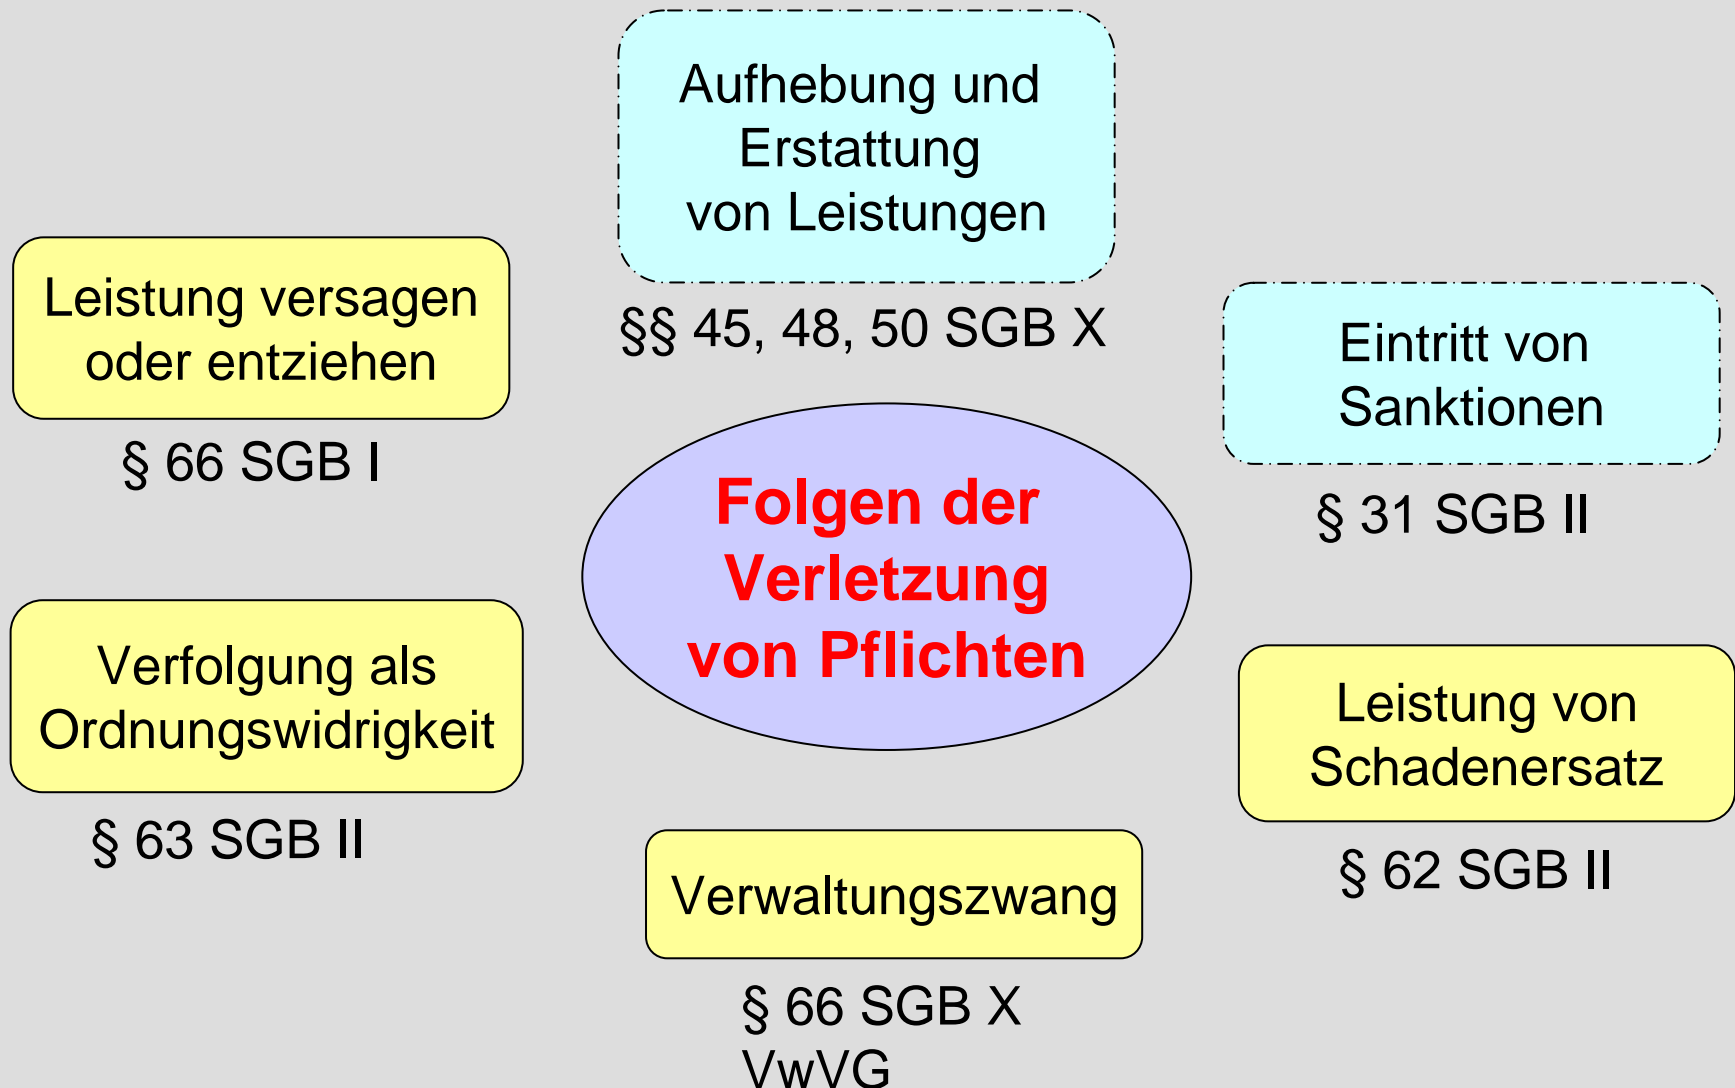 Aufhebung und
Erstattung
von Leistungen
§§ 45, 48, 50 SGB X
Leistung versagen
oder entziehen
§ 66 SGB I
Eintritt von
Sanktionen
§ 31 SGB II
Folgen der
Verletzung
von Pflichten
Verfolgung als
Ordnungswidrigkeit
§ 63 SGB II
Leistung von
Schadenersatz
§ 62 SGB II
Verwaltungszwang
§ 66 SGB X
VwVG